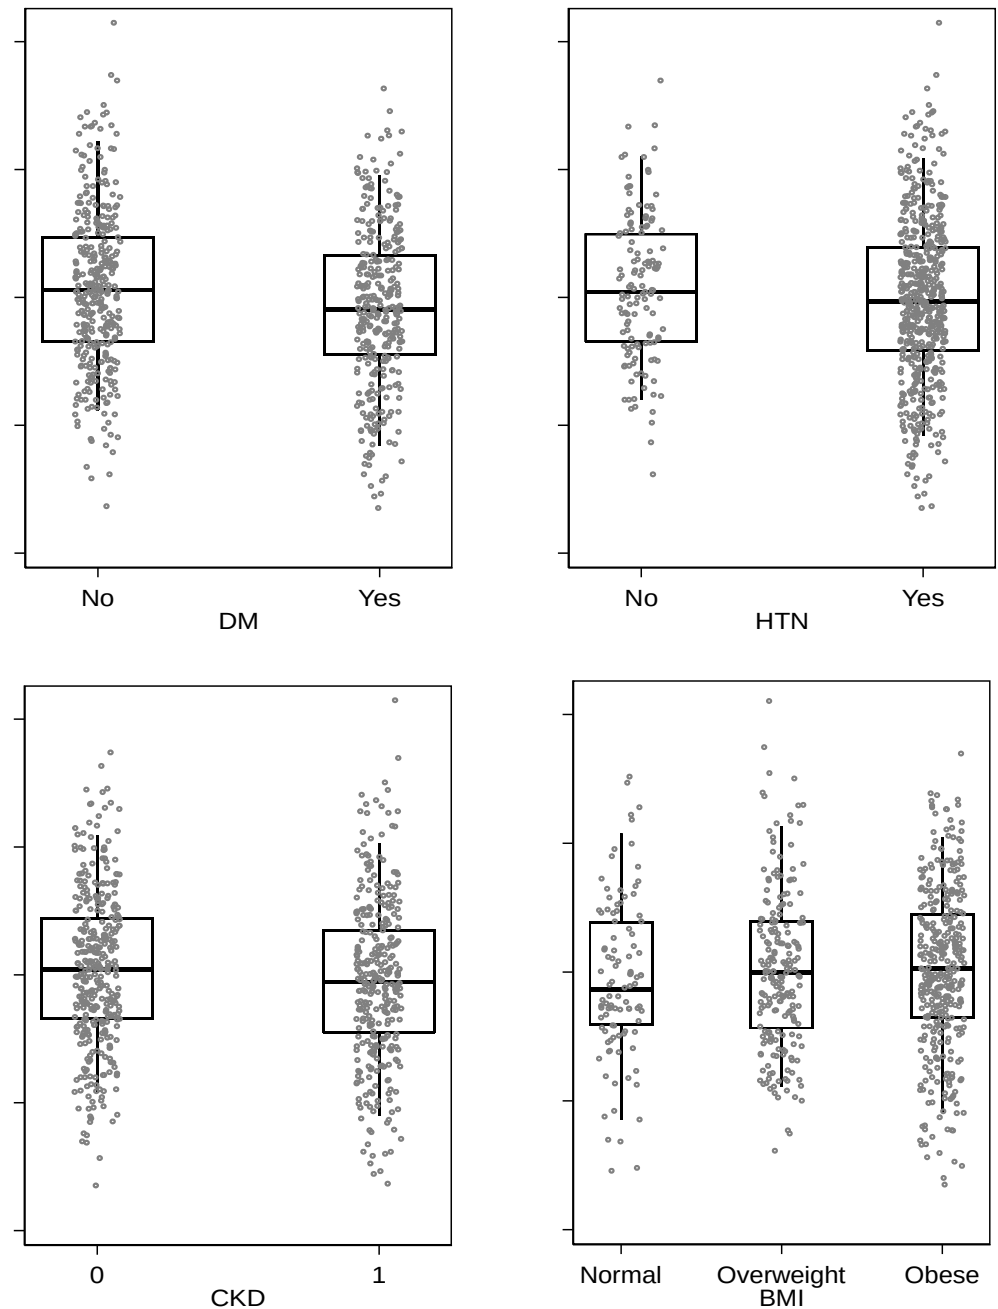 No Yes
DM
No Yes
HTN
0 1
CKD
Normal Overweight Obese
BMI